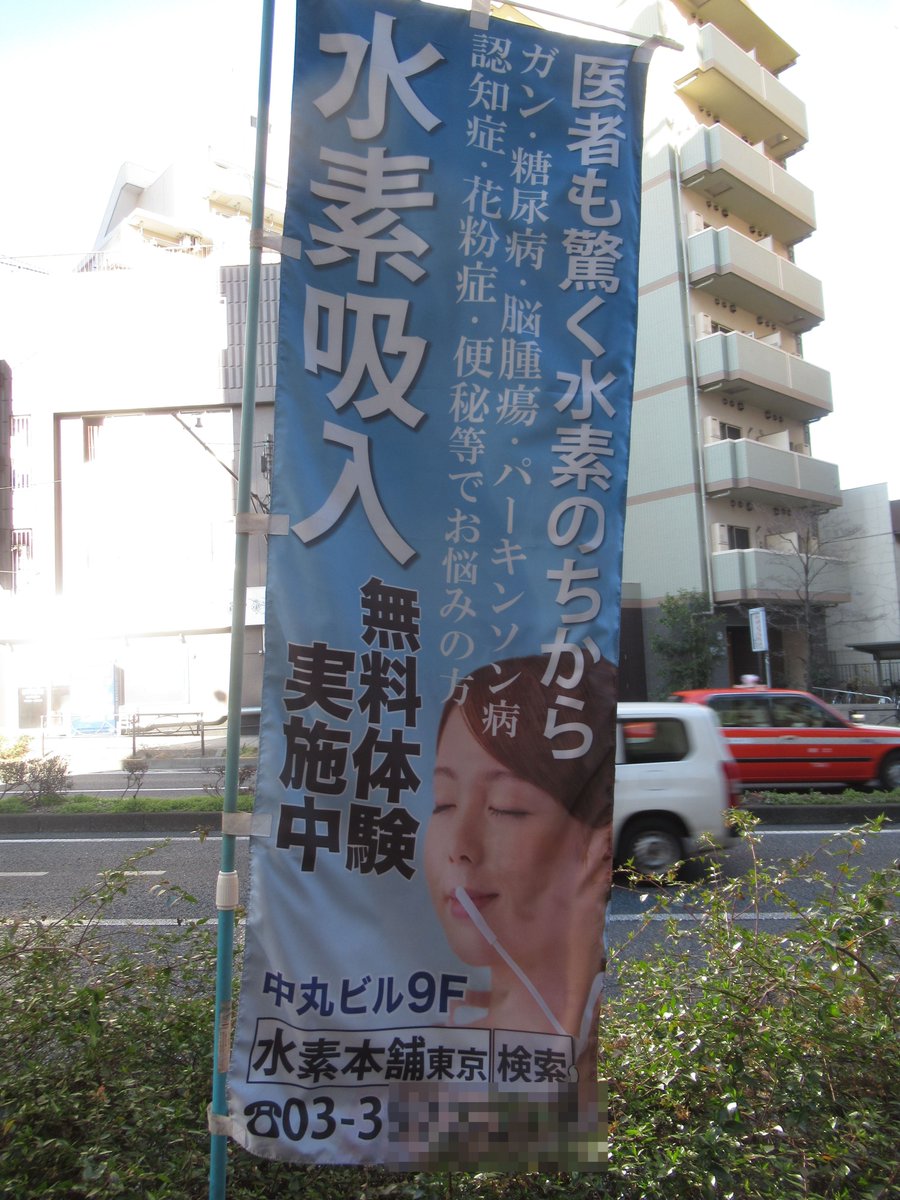 医者も驚く水素のちから
ガン・糖尿病・脳腫瘍・パーキンソン病
認知症・花粉症・便秘等でお悩みの方
水素吸入
無料体験
実施中
中丸ビル9F
水素本舗東京 検索
☎03-3